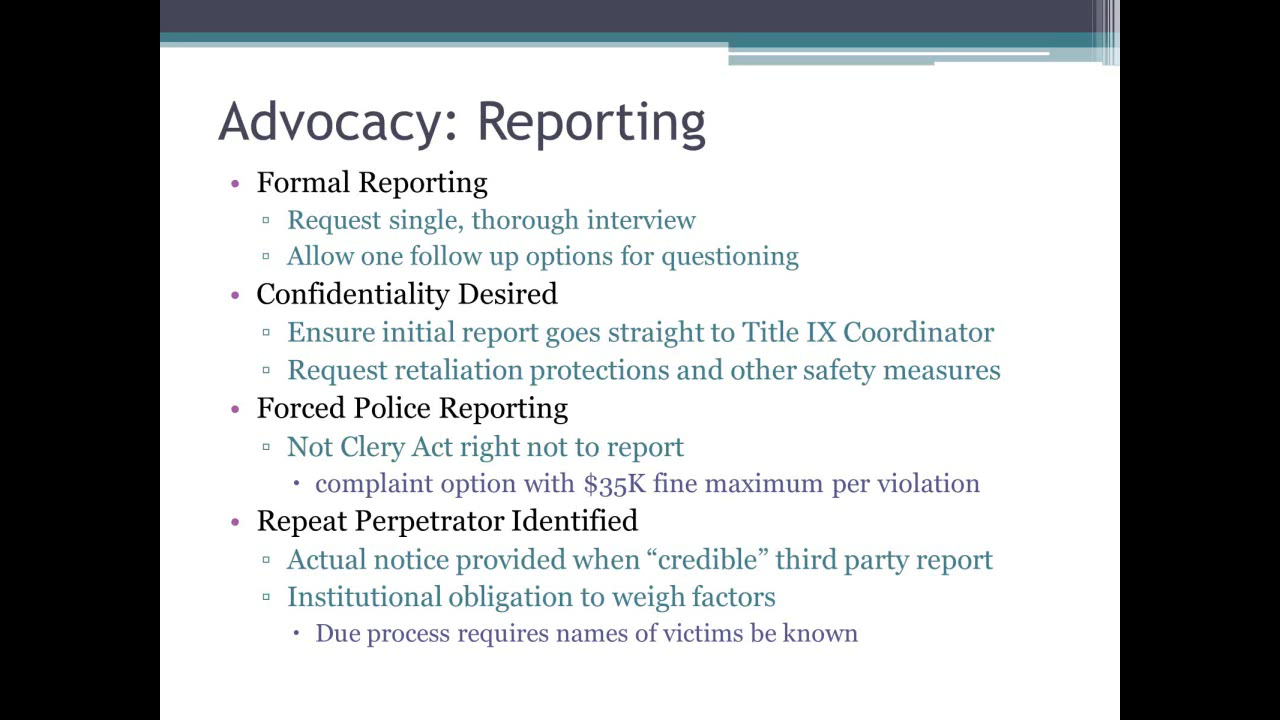 Advocacy: Reporting
• Formal Reporting
▫ Request single, thorough interview
▫ Allow one follow up options for questioning
• Confidentiality Desired
▫ Ensure initial report goes straight to Title IX Coordinator
▫ Request retaliation protections and other safety measures
• Forced Police Reporting
▫ Not Clery Act right not to report
▪ complaint option with $35K fine maximum per violation
• Repeat Perpetrator Identified
▫ Actual notice provided when “credible” third party report
▫ Institutional obligation to weigh factors
▪ Due process requires names of victims be known